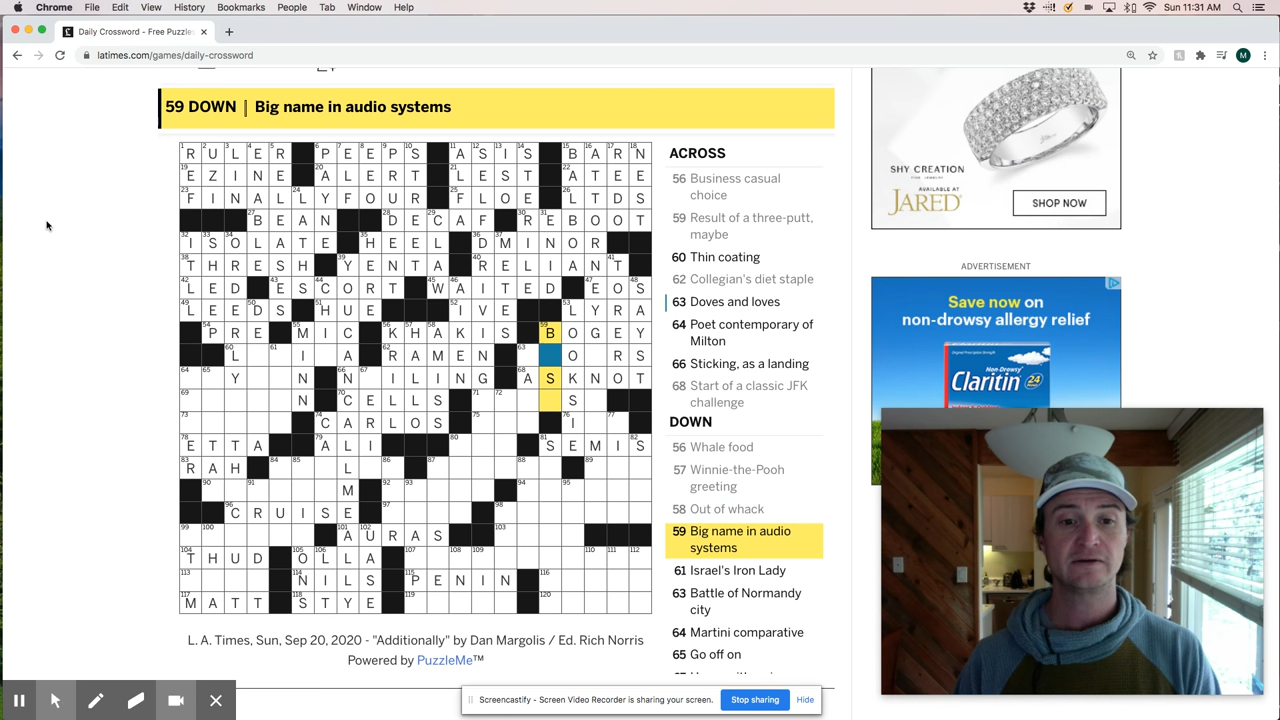 Chrome File Edit View History Bookmarks People Tab Window Help Sun 11:31 AM
Daily Crossword - Free Puzzles
latimes.com/games/daily-crossword M
59 DOWN | Big name in audio systems
R U L E R P E E P S A S I S B A R N
E Z I N E A L E R T L E S T A T E E
F I N A L L Y F O U R F L O E L T D S
B E A N D E C A F R E B O O T
I S O L A T E H E E L D M I N O R
T H R E S H Y E N T A R E L I A N T
L E D E S C O R T W A I T E D E O S
L E E D S H U E I V E L Y R A
P R E M I C K H A K I S B O G E Y
L I A R A M E N O R S
Y N N I L I N G A S K N O T
N C E L L S S
C A R L O S I
E T T A A L I S E M I S
R A H L
M
C R U I S E
A U R A S
T H U D O L L A
N I L S P E N I N
M A T T S T Y E
L. A. Times, Sun, Sep 20, 2020 - "Additionally" by Dan Margolis / Ed. Rich Norris
Powered by PuzzleMe™
ACROSS
56 Business casual
choice
59 Result of a three-putt,
maybe
60 Thin coating
62 Collegian's diet staple
63 Doves and loves
64 Poet contemporary of
Milton
66 Sticking, as a landing
68 Start of a classic JFK
challenge
DOWN
56 Whale food
57 Winnie-the-Pooh
greeting
58 Out of whack
59 Big name in audio
systems
61 Israel's Iron Lady
63 Battle of Normandy
city
64 Martini comparative
65 Go off on
SHY CREATION
AVAILABLE AT
JARED
SHOP NOW
ADVERTISEMENT
Save now on
non-drowsy allergy relief
Non-Drowsy
Claritin 24
Screencastify - Screen Video Recorder is sharing your screen. Stop sharing Hide